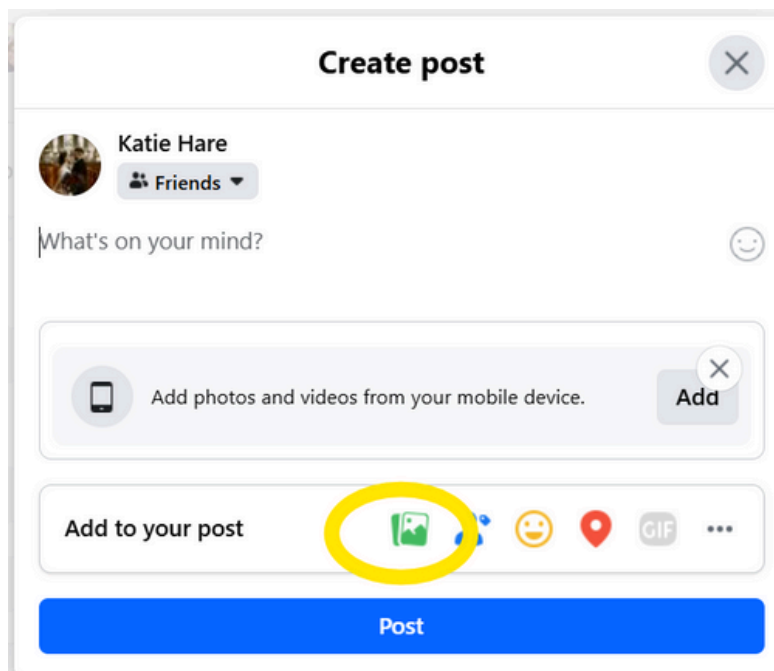 Create post
Katie Hare
Friends
What's on your mind?
Add photos and videos from your mobile device.
Add
Add to your post
GIF
Post